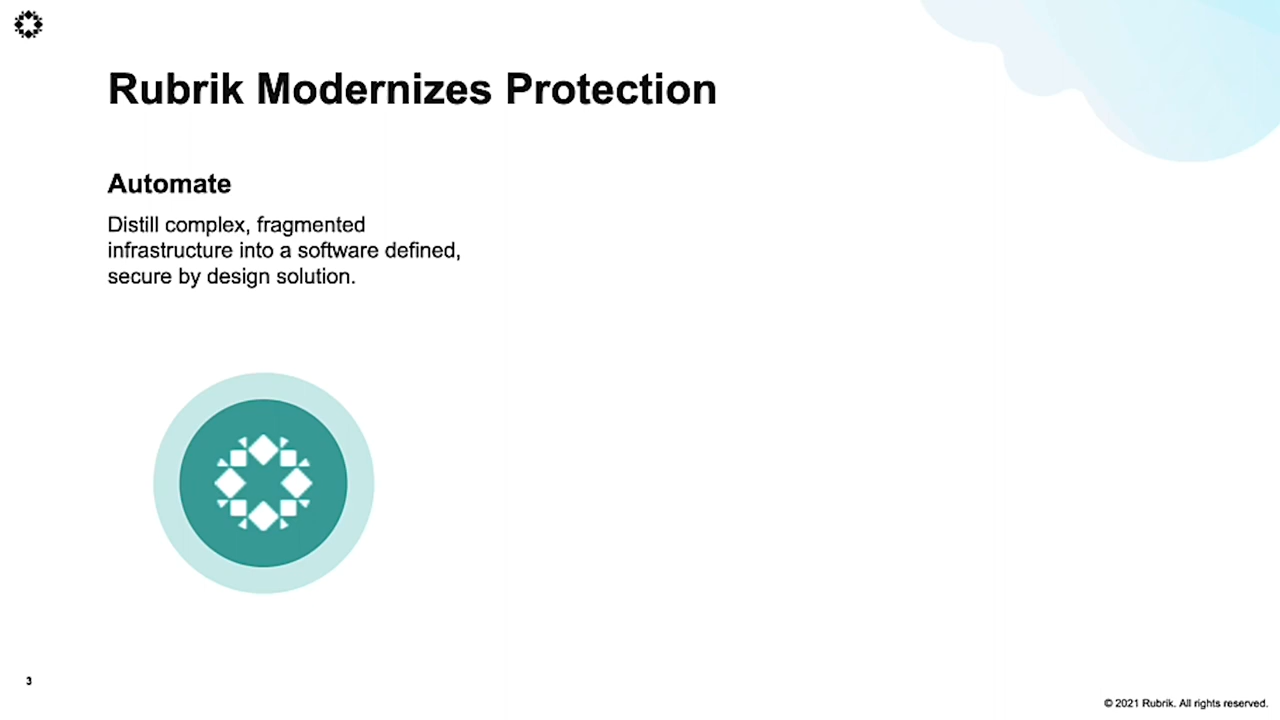 Rubrik Modernizes Protection
Automate
Distill complex, fragmented
infrastructure into a software defined,
secure by design solution.
3
© 2021 Rubrik. All rights reserved.